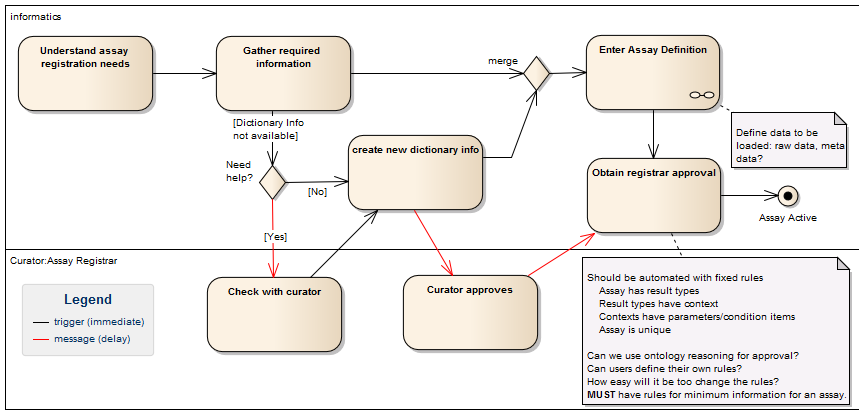 informatics
Understand assay
registration needs
Gather required
information
merge
Enter Assay Definition
[Dictionary Info
not available]
Define data to be
loaded: raw data, meta
data?
Need
help?
create new dictionary info
[No]
Obtain registrar approval
Assay Active
[Yes]
Curator:Assay Registrar
Legend
trigger (immediate)
message (delay)
Check with curator
Curator approves
Should be automated with fixed rules
Assay has result types
Result types have context
Contexts have parameters/condition items
Assay is unique
Can we use ontology reasoning for approval?
Can users define their own rules?
How easy will it be too change the rules?
MUST have rules for minimum information for an assay.